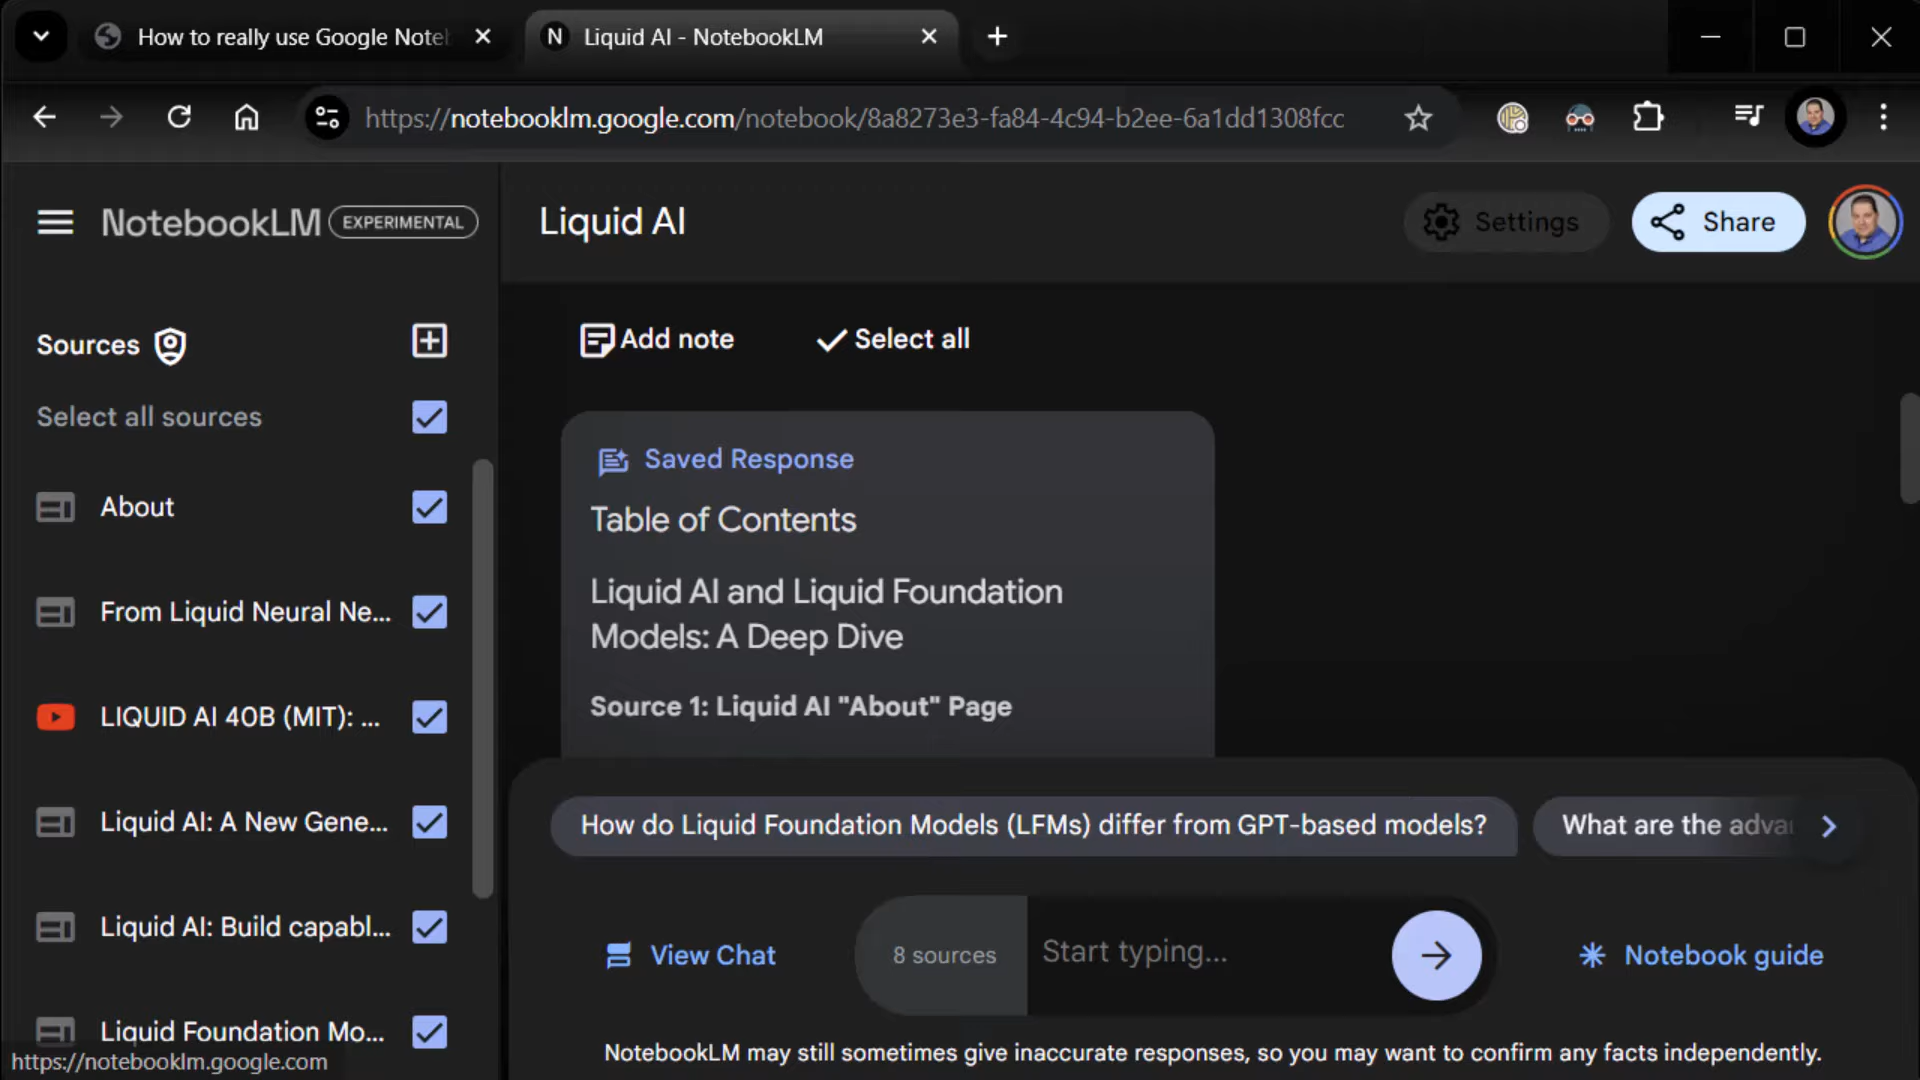 How to really use Google Note
Liquid AI - NotebookLM
https://notebooklm.google.com/notebook/8a8273e3-fa84-4c94-b2ee-6a1dd1308fcc
NotebookLM EXPERIMENTAL
Liquid AI
Settings
Share
Sources
Select all sources
About
From Liquid Neural Ne...
LIQUID AI 40B (MIT): ...
Liquid AI: A New Gene...
Liquid AI: Build capabl...
Liquid Foundation Mo...
https://notebooklm.google.com
Add note
Select all
Saved Response
Table of Contents
Liquid AI and Liquid Foundation
Models: A Deep Dive
Source 1: Liquid AI "About" Page
How do Liquid Foundation Models (LFMs) differ from GPT-based models?
What are the adva
View Chat
8 sources
Start typing...
Notebook guide
NotebookLM may still sometimes give inaccurate responses, so you may want to confirm any facts independently.